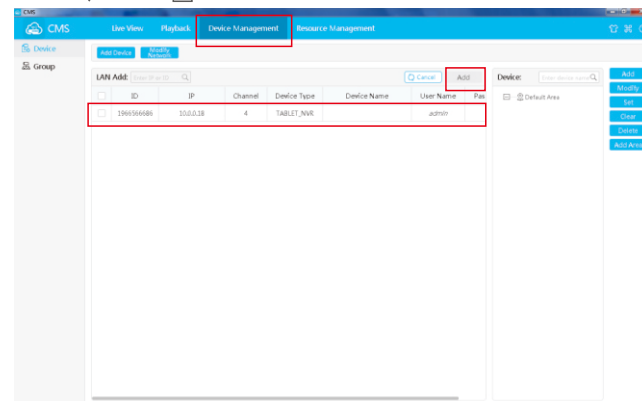 CMS
CMS Live View Playback Device Management Resource Management
Device
Group
Add Device Modify Network
LAN Add: Cancel Add
ID IP Channel Device Type Device Name User Name Pas
1966566686 10.0.0.18 4 TABLET_NVR admin
Device:
Default Area
Add
Modify
Set
Clear
Delete
Add Area